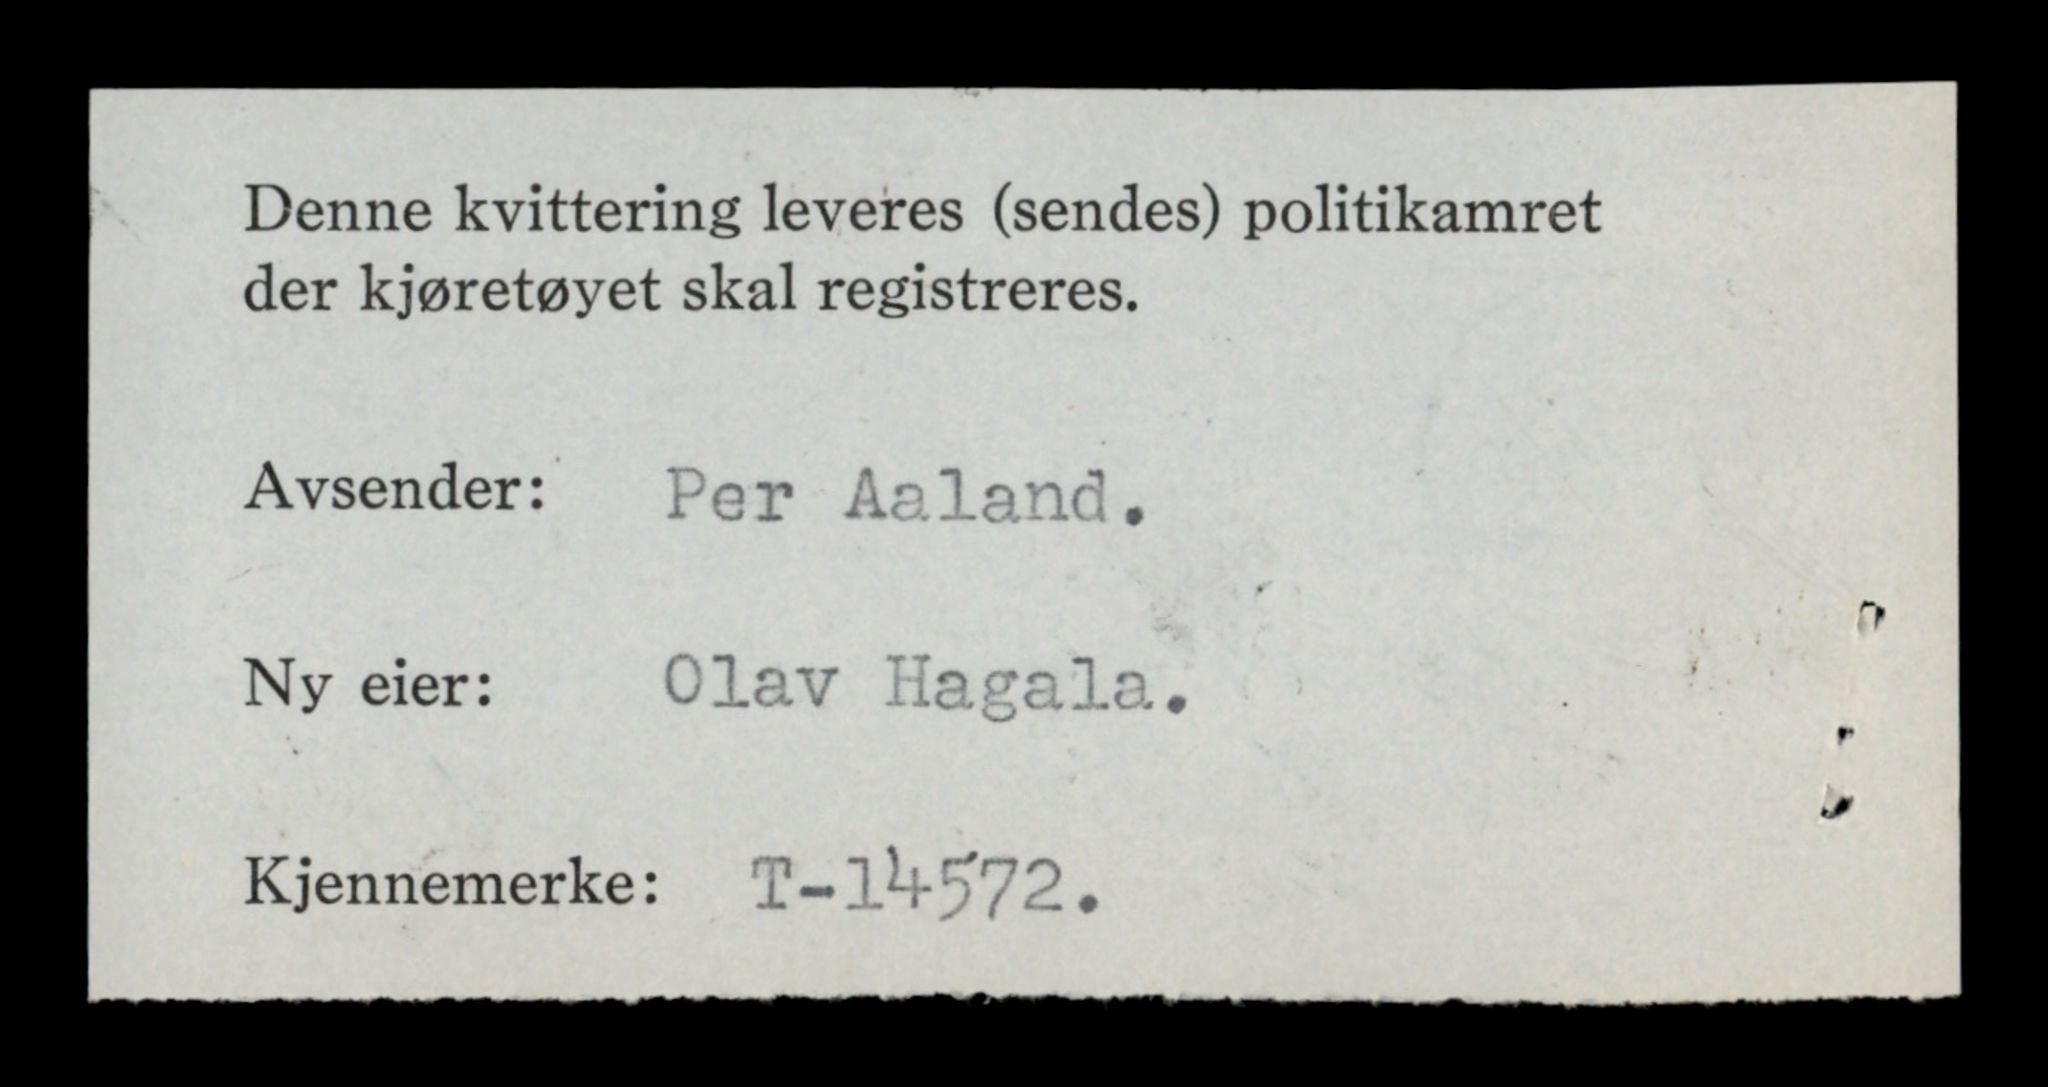 Denne kvittering leveres (sendes) politikamret
der kjøretøyet skal registreres.
Avsender: Per Aaland.
Ny eier: Olav Hagala.
Kjennemerke: T-14572.